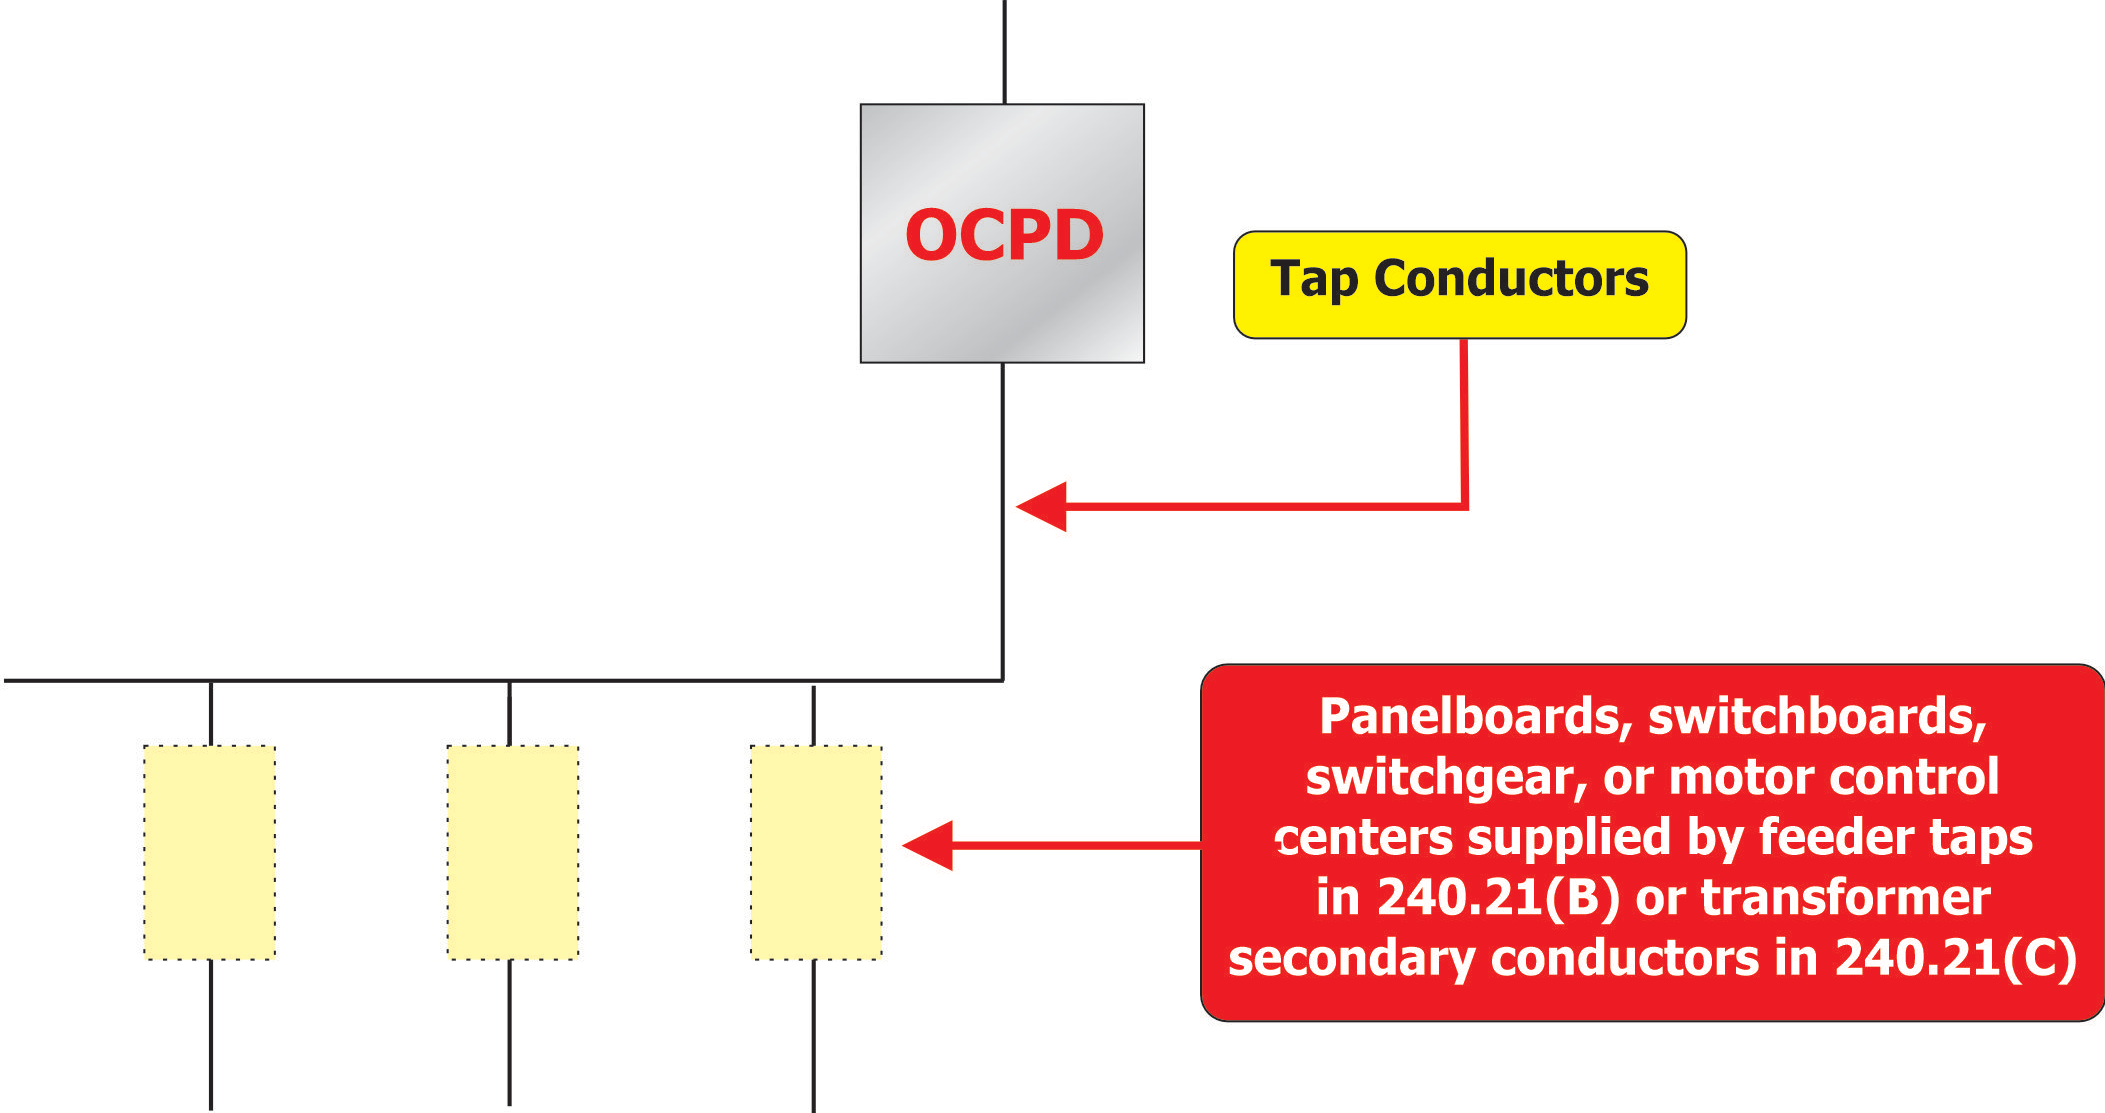 OCPD
Tap Conductors
Panelboards, switchboards,
switchgear, or motor control
centers supplied by feeder taps
in 240.21(B) or transformer
secondary conductors in 240.21(C)